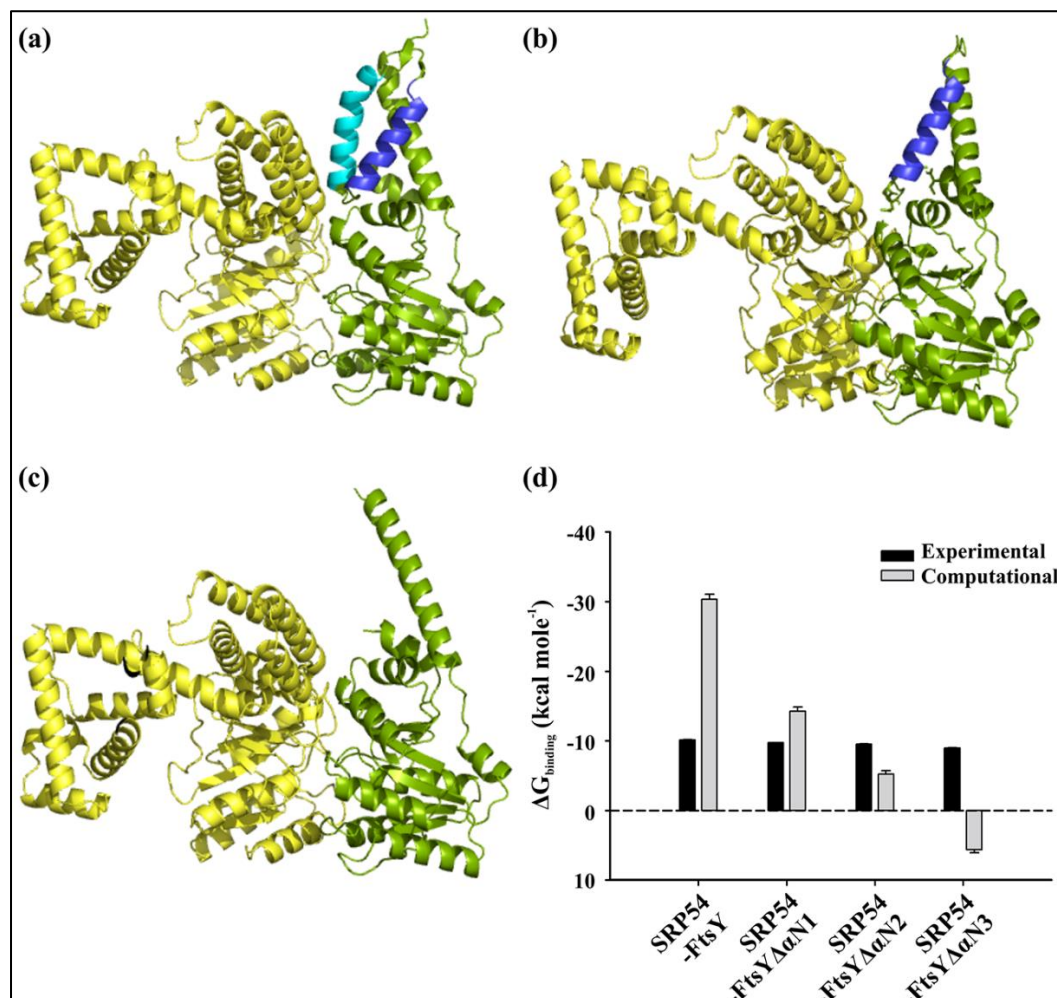 (a)
(b)
(c)
(d)
-40
-30
-20
-10
0
10
ΔGbinding (kcal mole-1)
Experimental
Computational
SRP54
-FtsY
SRP54
-FtsYΔαN1
SRP54
-FtsYΔαN2
SRP54
-FtsYΔαN3